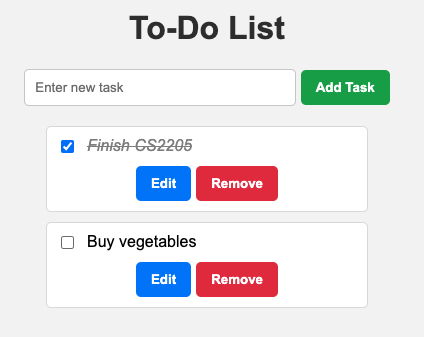 To-Do List
Enter new task
Add Task
Finish CS2205
Edit
Remove
Buy vegetables
Edit
Remove